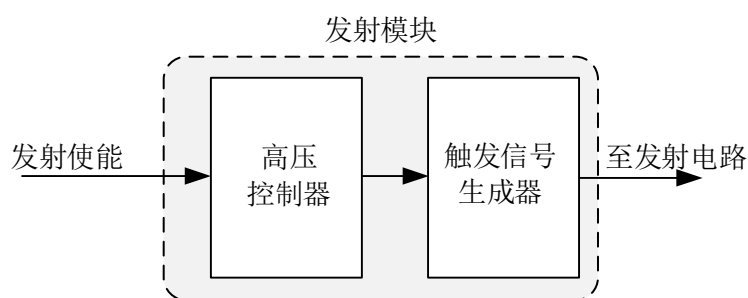 发射模块
发射使能
高压
控制器
触发信号
生成器
至发射电路